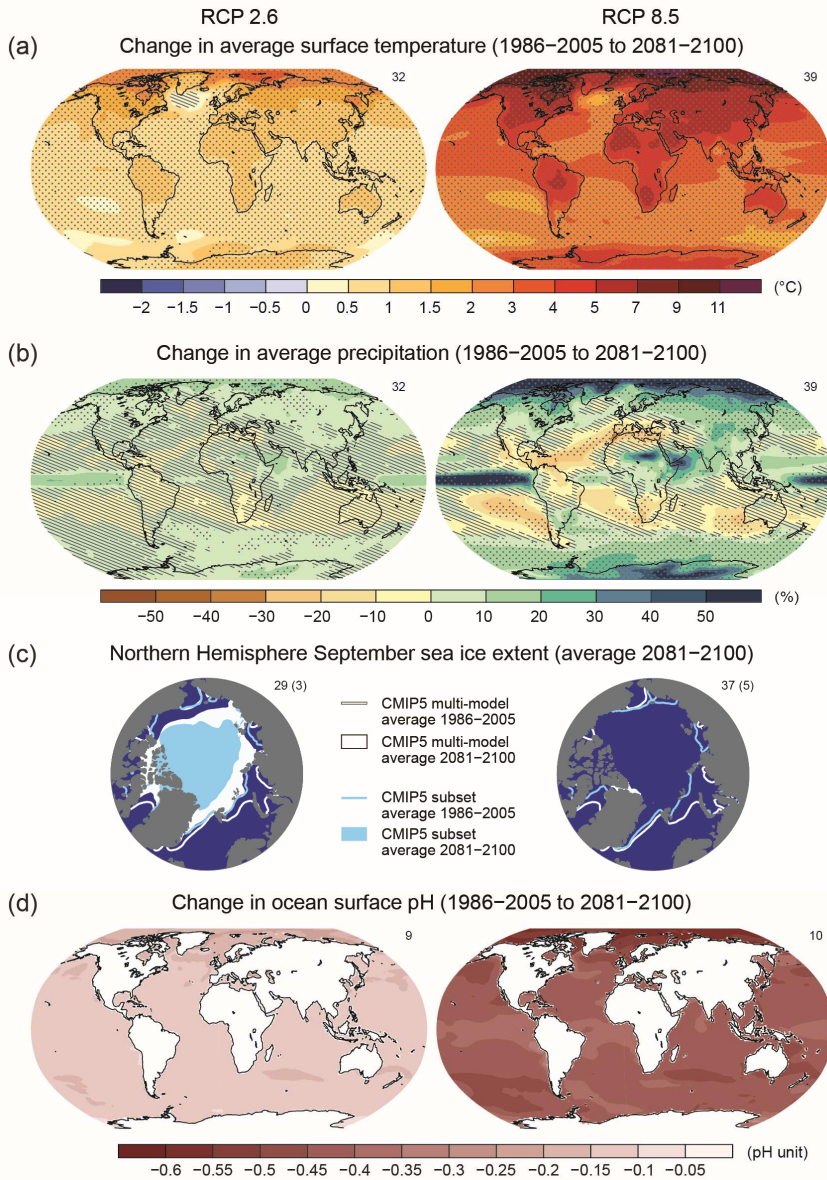 RCP 2.6 RCP 8.5
(a) Change in average surface temperature (1986−2005 to 2081−2100)
32 39
−2 −1.5 −1 −0.5 0 0.5 1 1.5 2 3 4 5 7 9 11 (°C)
(b) Change in average precipitation (1986−2005 to 2081−2100)
32 39
−50 −40 −30 −20 −10 0 10 20 30 40 50 (%)
(c) Northern Hemisphere September sea ice extent (average 2081−2100)
29 (3) 37 (5)
CMIP5 multi-model
average 1986−2005
CMIP5 multi-model
average 2081−2100
CMIP5 subset
average 1986−2005
CMIP5 subset
average 2081−2100
(d) Change in ocean surface pH (1986−2005 to 2081−2100)
9 10
−0.6 −0.55 −0.5 −0.45 −0.4 −0.35 −0.3 −0.25 −0.2 −0.15 −0.1 −0.05 (pH unit)